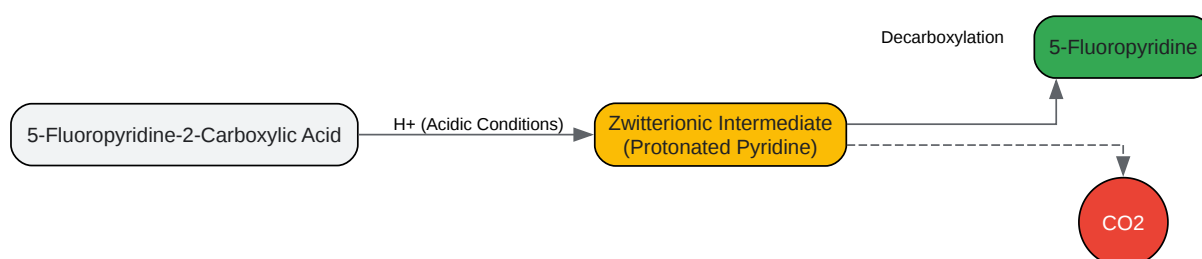 Decarboxylation
5-Fluoropyridine
5-Fluoropyridine-2-Carboxylic Acid
H+ (Acidic Conditions)
Zwitterionic Intermediate
(Protonated Pyridine)
CO2